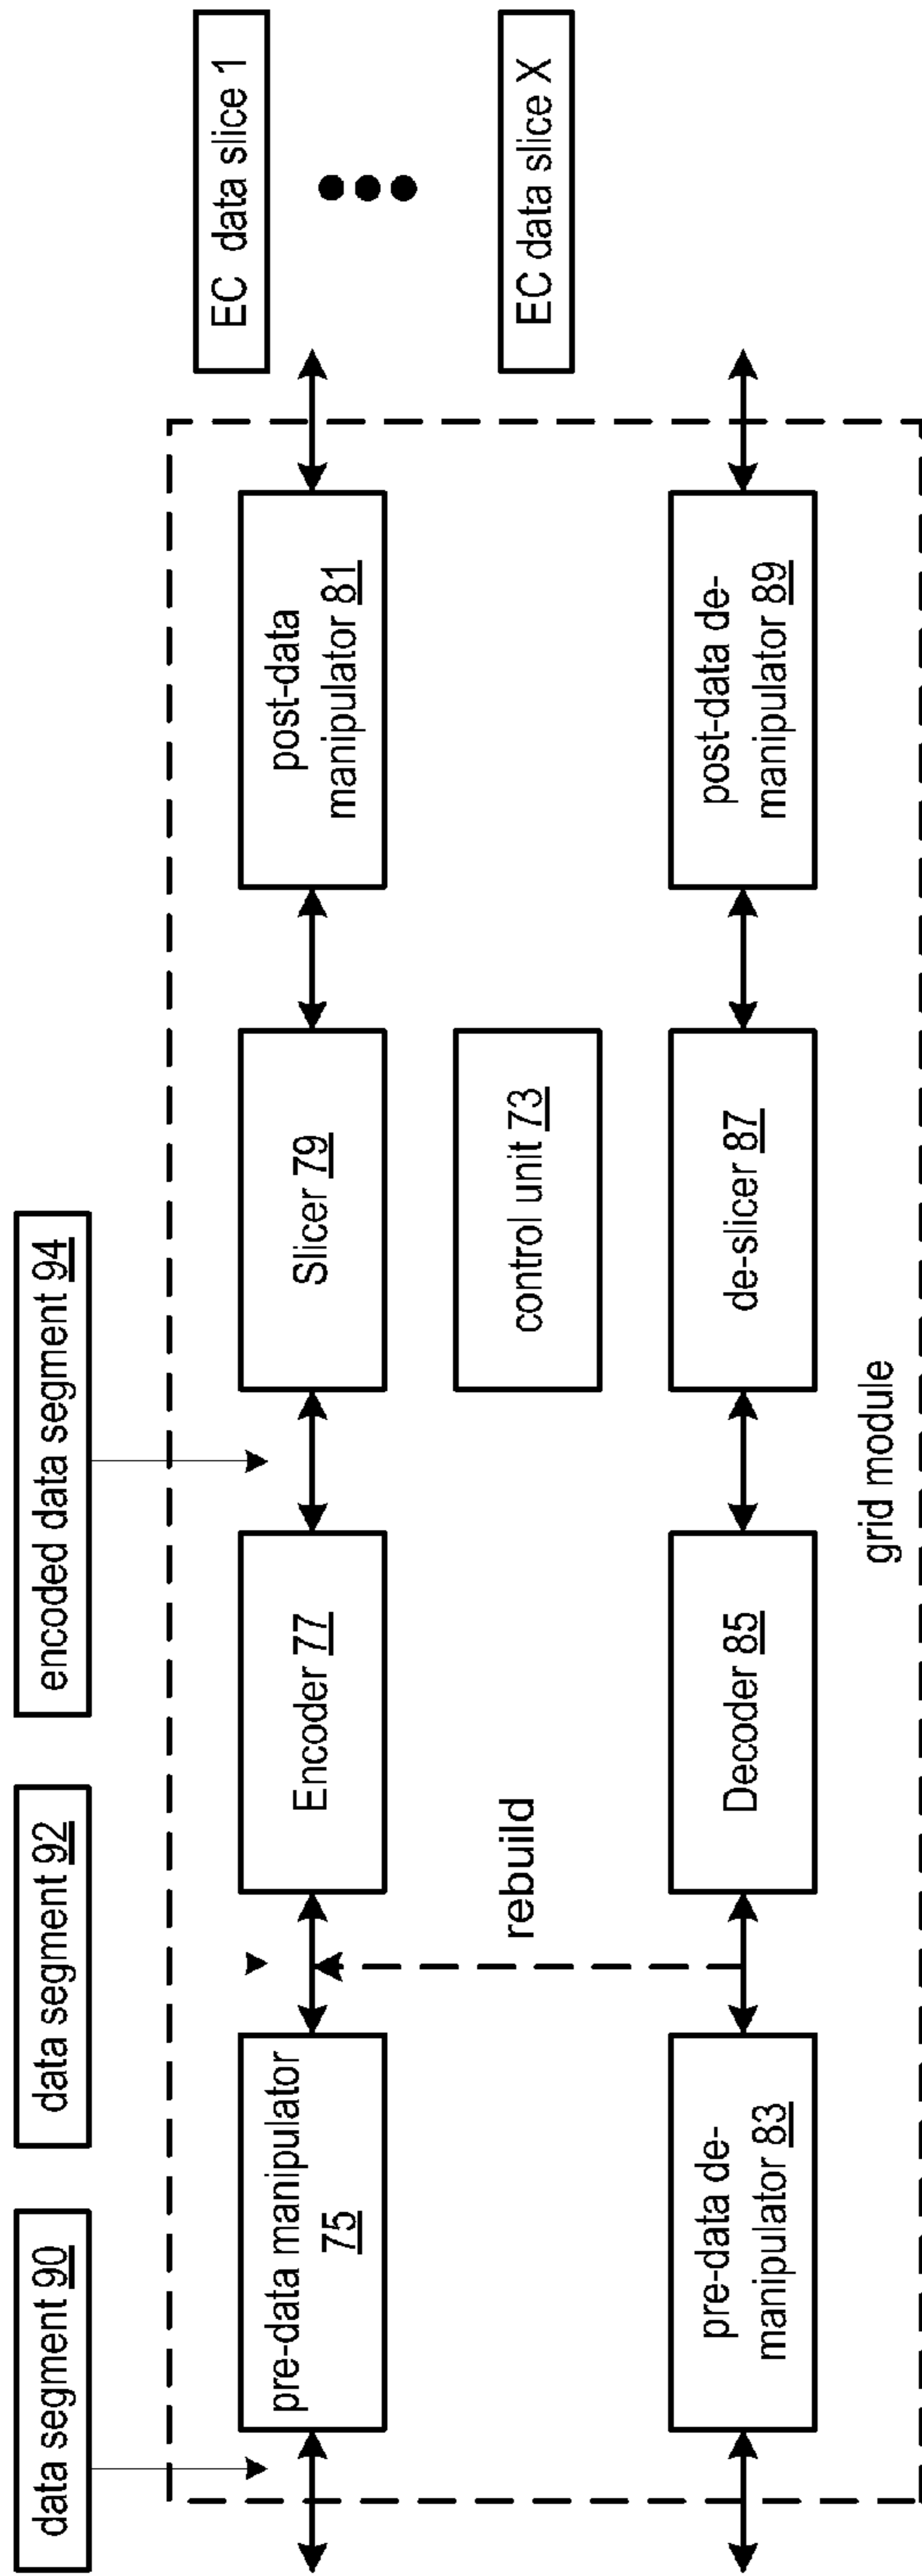 data segment 90
data segment 92
encoded data segment 94
EC data slice 1
EC data slice X
pre-data manipulator
75
Encoder 77
Slicer 79
post-data
manipulator 81
rebuild
control unit 73
pre-data de-
manipulator 83
Decoder 85
de-slicer 87
post-data de-
manipulator 89
grid module